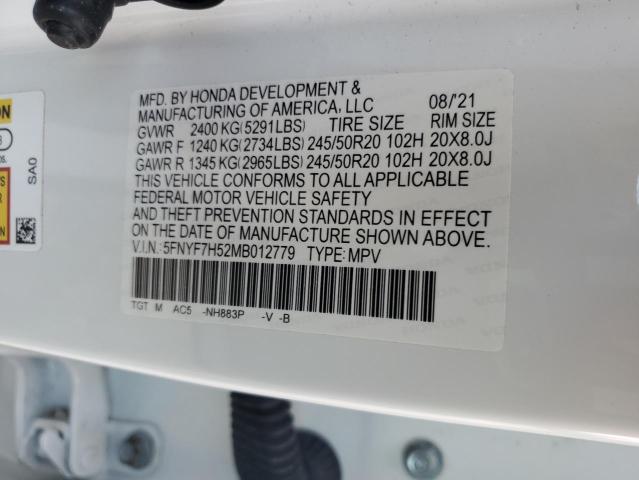 MFD. BY HONDA DEVELOPMENT &
MANUFACTURING OF AMERICA, LLC 08/'21
GVWR 2400 KG(5291LBS) TIRE SIZE RIM SIZE
GAWR F 1240 KG(2734LBS) 245/50R20 102H 20X8.0J
GAWR R 1345 KG(2965LBS) 245/50R20 102H 20X8.0J
THIS VEHICLE CONFORMS TO ALL APPLICABLE
FEDERAL MOTOR VEHICLE SAFETY
AND THEFT PREVENTION STANDARDS IN EFFECT
ON THE DATE OF MANUFACTURE SHOWN ABOVE.
V.I.N.: 5FNYF7H52MB012779 TYPE: MPV
TGT M AC5 -NH883P -V -B
SA0